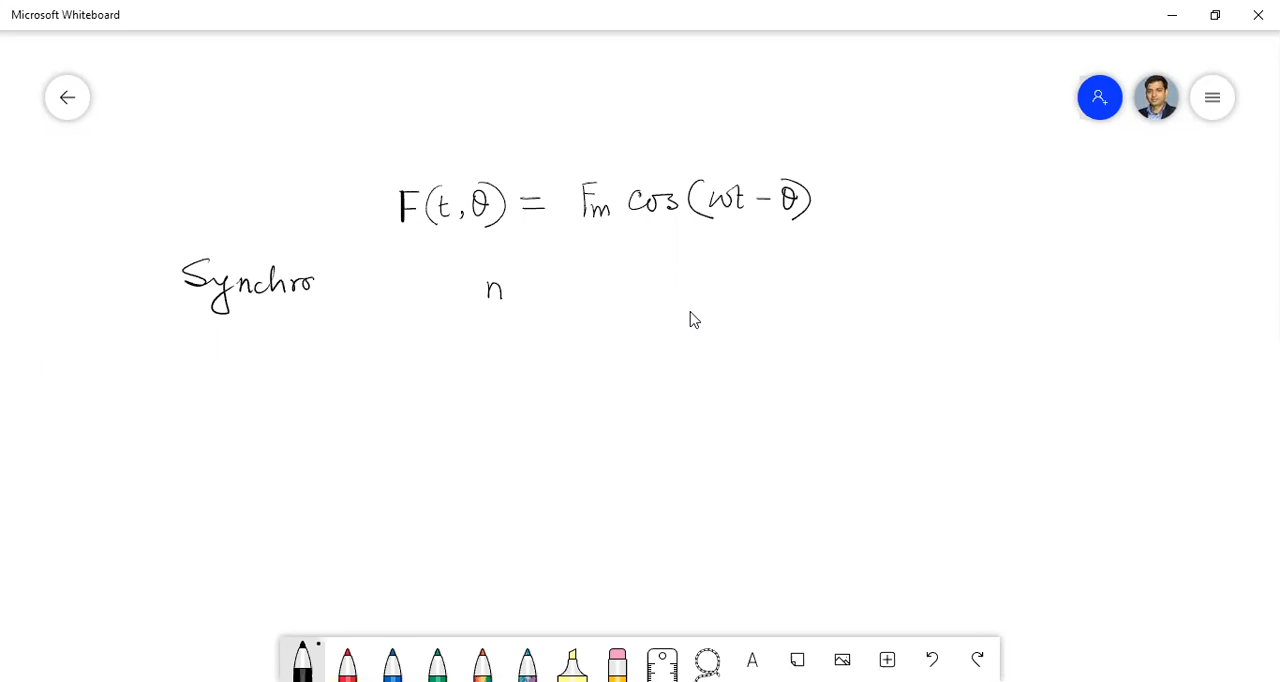 Microsoft Whiteboard
F(t, θ) = Fm cos(ωt - θ)
Synchro n